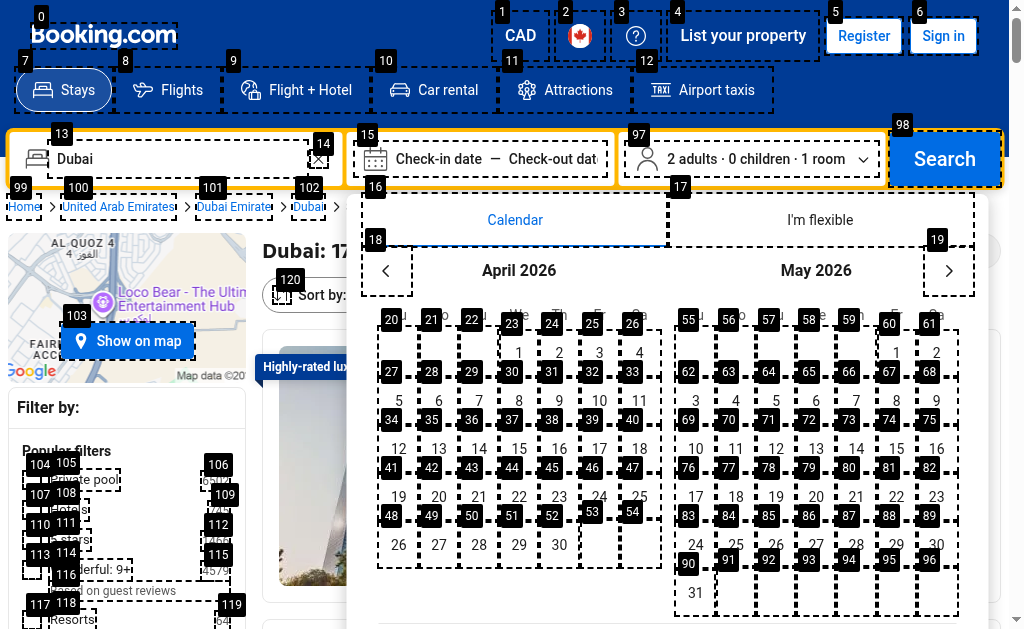 Booking.com
CAD
List your property
Register
Sign in
Stays
Flights
Flight + Hotel
Car rental
Attractions
Airport taxis
Dubai
Check-in date — Check-out dat
2 adults · 0 children · 1 room
Search
Home
United Arab Emirates
Dubai Emirate
Dubai
Calendar
I'm flexible
April 2026
May 2026
1 2 3 4
5 6 7 8 9 10 11
12 13 14 15 16 17 18
19 20 21 22 23 24 25
26 27 28 29 30
1 2
3 4 5 6 7 8 9
10 11 12 13 14 15 16
17 18 19 20 21 22 23
24 25 26 27 28 29 30
31
AL QUOZ 4
القوز 4
Loco Bear - The Ultim
Entertainment Hub
Show on map
Google
Map data ©20
Dubai: 17
Sort by:
Highly-rated lux
Filter by:
Popular filters
Private pool
Hotels
5 stars
derful: 9+
4579
Based on guest reviews
Resorts
64
0
1
2
3
4
5
6
7
8
9
10
11
12
13
14
15
16
17
18
19
20
21
22
23
24
25
26
27
28
29
30
31
32
33
34
35
36
37
38
39
40
41
42
43
44
45
46
47
48
49
50
51
52
53
54
55
56
57
58
59
60
61
62
63
64
65
66
67
68
69
70
71
72
73
74
75
76
77
78
79
80
81
82
83
84
85
86
87
88
89
90
91
92
93
94
95
96
97
98
99
100
101
102
103
104
105
106
107
108
109
110
111
112
113
114
115
116
117
118
119
120